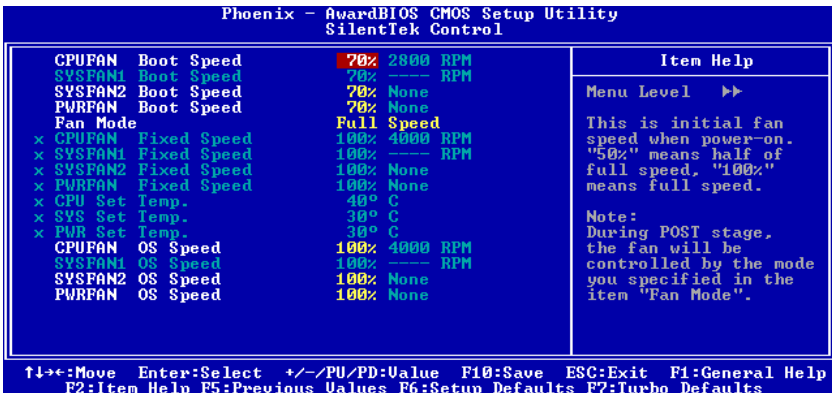 Phoenix - AwardBIOS CMOS Setup Utility
SilentTek Control
CPUFAN Boot Speed 70% 2800 RPM
SYSFAN1 Boot Speed 70% ---- RPM
SYSFAN2 Boot Speed 70% None
PWRFAN Boot Speed 70% None
Fan Mode Full Speed
x CPUFAN Fixed Speed 100% 4000 RPM
x SYSFAN1 Fixed Speed 100% ---- RPM
x SYSFAN2 Fixed Speed 100% None
x PWRFAN Fixed Speed 100% None
x CPU Set Temp. 40° C
x SYS Set Temp. 30° C
x PWR Set Temp. 30° C
CPUFAN OS Speed 100% 4000 RPM
SYSFAN1 OS Speed 100% ---- RPM
SYSFAN2 OS Speed 100% None
PWRFAN OS Speed 100% None
Item Help
Menu Level ▸▸
This is initial fan
speed when power-on.
"50%" means half of
full speed, "100%"
means full speed.
Note:
During POST stage,
the fan will be
controlled by the mode
you specified in the
item "Fan Mode".
↑↓→←:Move Enter:Select +/-/PU/PD:Value F10:Save ESC:Exit F1:General Help
F2:Item Help F5:Previous Values F6:Setup Defaults F7:Turbo Defaults